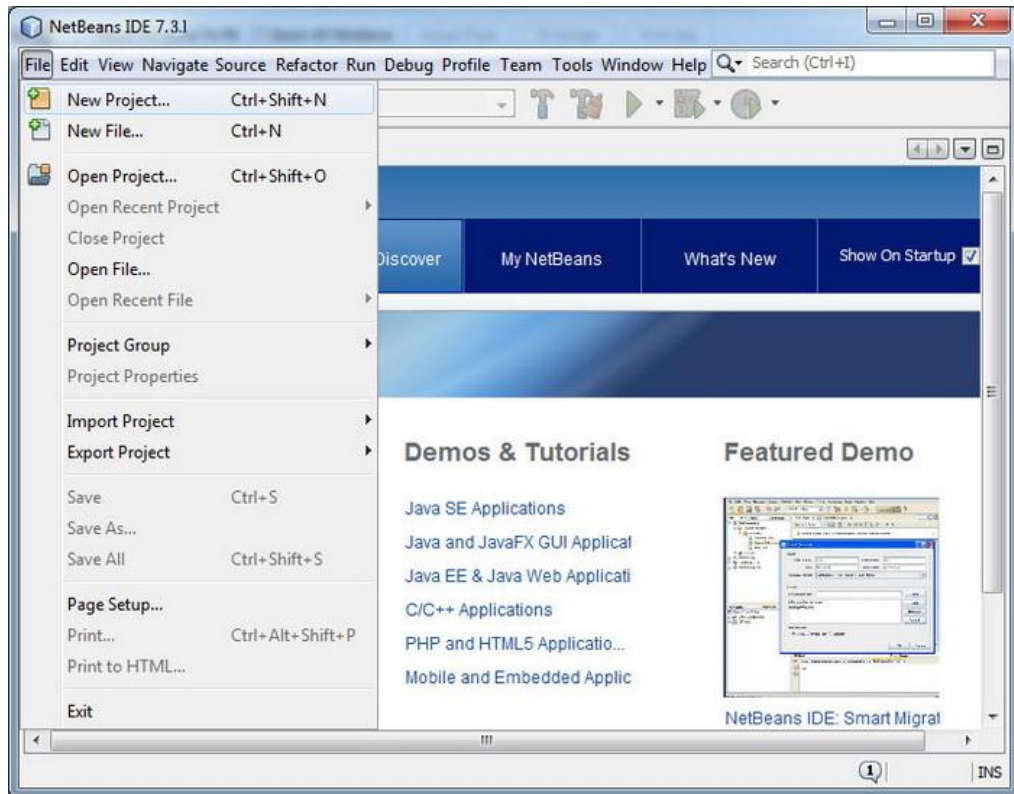 NetBeans IDE 7.3.1
File Edit View Navigate Source Refactor Run Debug Profile Team Tools Window Help Search (Ctrl+I)
New Project... Ctrl+Shift+N
New File... Ctrl+N
Open Project... Ctrl+Shift+O
Open Recent Project
Close Project
Open File...
Open Recent File
Project Group
Project Properties
Import Project
Export Project
Save Ctrl+S
Save As...
Save All Ctrl+Shift+S
Page Setup...
Print... Ctrl+Alt+Shift+P
Print to HTML...
Exit
Discover My NetBeans What's New Show On Startup
Demos & Tutorials
Java SE Applications
Java and JavaFX GUI Applicat
Java EE & Java Web Applicati
C/C++ Applications
PHP and HTML5 Applicatio...
Mobile and Embedded Applic
Featured Demo
NetBeans IDE: Smart Migrat
1 INS